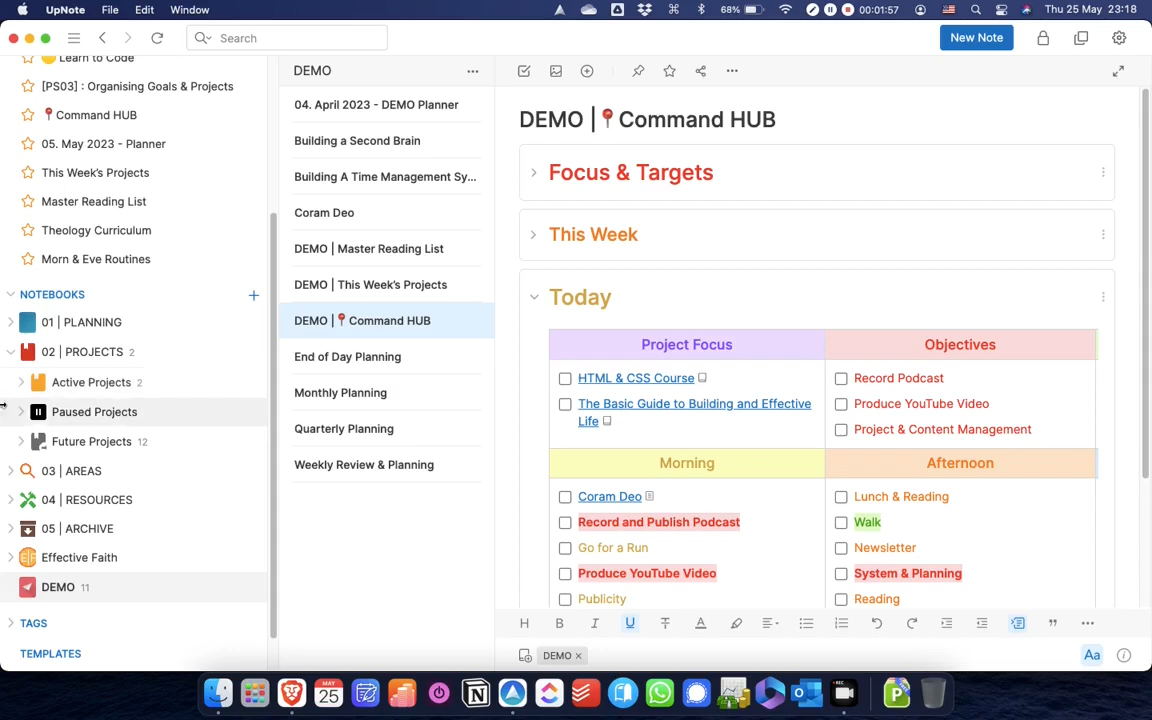 UpNote File Edit Window
68% 00:01:57 Thu 25 May 23:18
Search
New Note
Learn to Code
[PS03] : Organising Goals & Projects
Command HUB
05. May 2023 - Planner
This Week's Projects
Master Reading List
Theology Curriculum
Morn & Eve Routines
NOTEBOOKS
01 | PLANNING
02 | PROJECTS 2
Active Projects 2
Paused Projects
Future Projects 12
03 | AREAS
04 | RESOURCES
05 | ARCHIVE
Effective Faith
DEMO 11
TAGS
TEMPLATES
DEMO
04. April 2023 - DEMO Planner
Building a Second Brain
Building A Time Management Sy...
Coram Deo
DEMO | Master Reading List
DEMO | This Week's Projects
DEMO | Command HUB
End of Day Planning
Monthly Planning
Quarterly Planning
Weekly Review & Planning
DEMO | Command HUB
Focus & Targets
This Week
Today
Project Focus
HTML & CSS Course
The Basic Guide to Building and Effective
Life
Objectives
Record Podcast
Produce YouTube Video
Project & Content Management
Morning
Coram Deo
Record and Publish Podcast
Go for a Run
Produce YouTube Video
Publicity
Afternoon
Lunch & Reading
Walk
Newsletter
System & Planning
Reading
H B I U T A
DEMO
Aa
MAY
25
REC